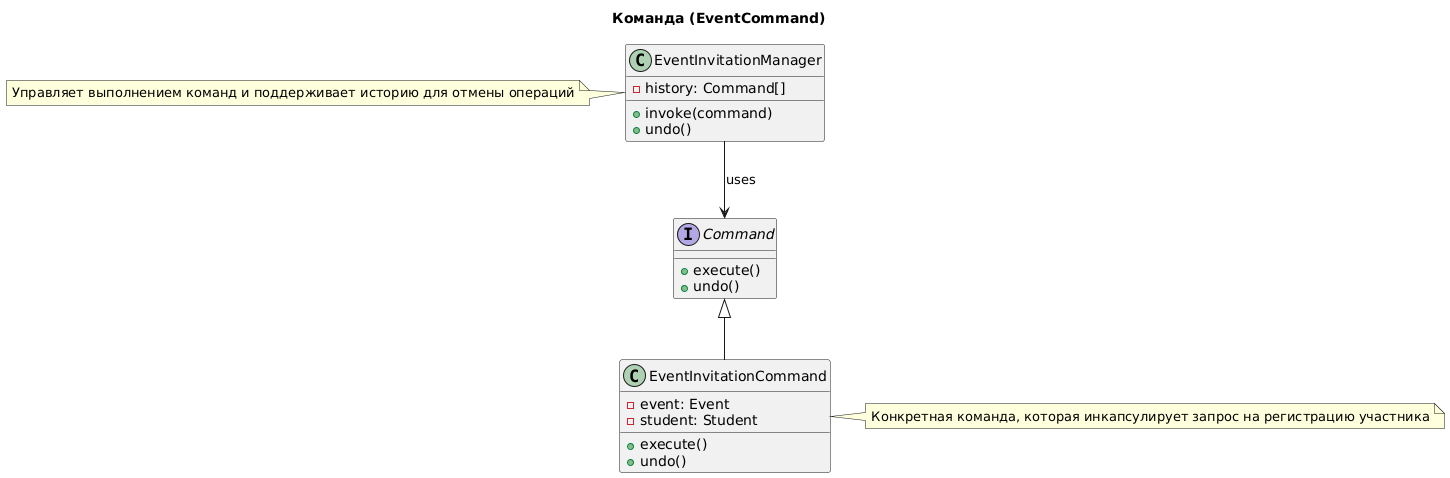 Команда (EventCommand)
C EventInvitationManager
history: Command[]
invoke(command)
undo()
Управляет выполнением команд и поддерживает историю для отмены операций
uses
I Command
execute()
undo()
C EventInvitationCommand
event: Event
student: Student
execute()
undo()
Конкретная команда, которая инкапсулирует запрос на регистрацию участника